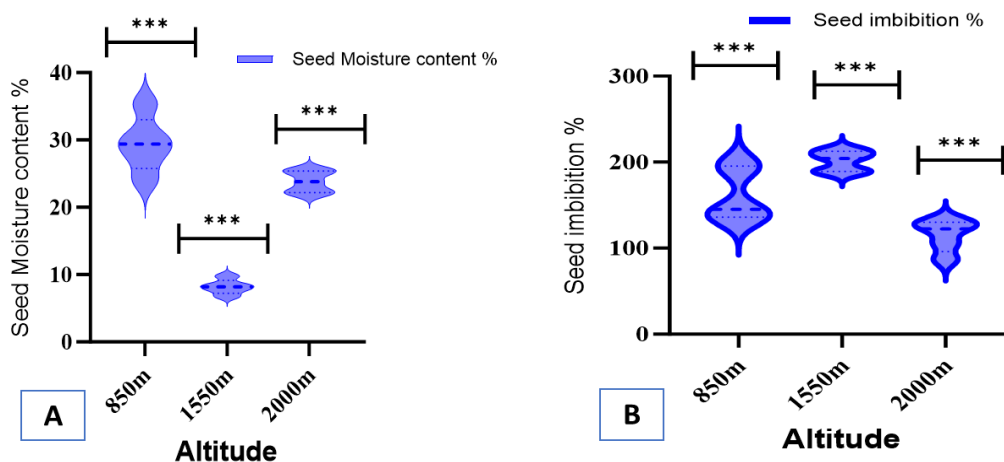 ***
Seed Moisture content %
40
30
20
10
0
***
***
Seed Moisture content %
850m
1550m
2000m
Altitude
A
Seed imbibition %
***
***
***
300
200
100
0
Seed imbibition %
850m
1550m
2000m
Altitude
B